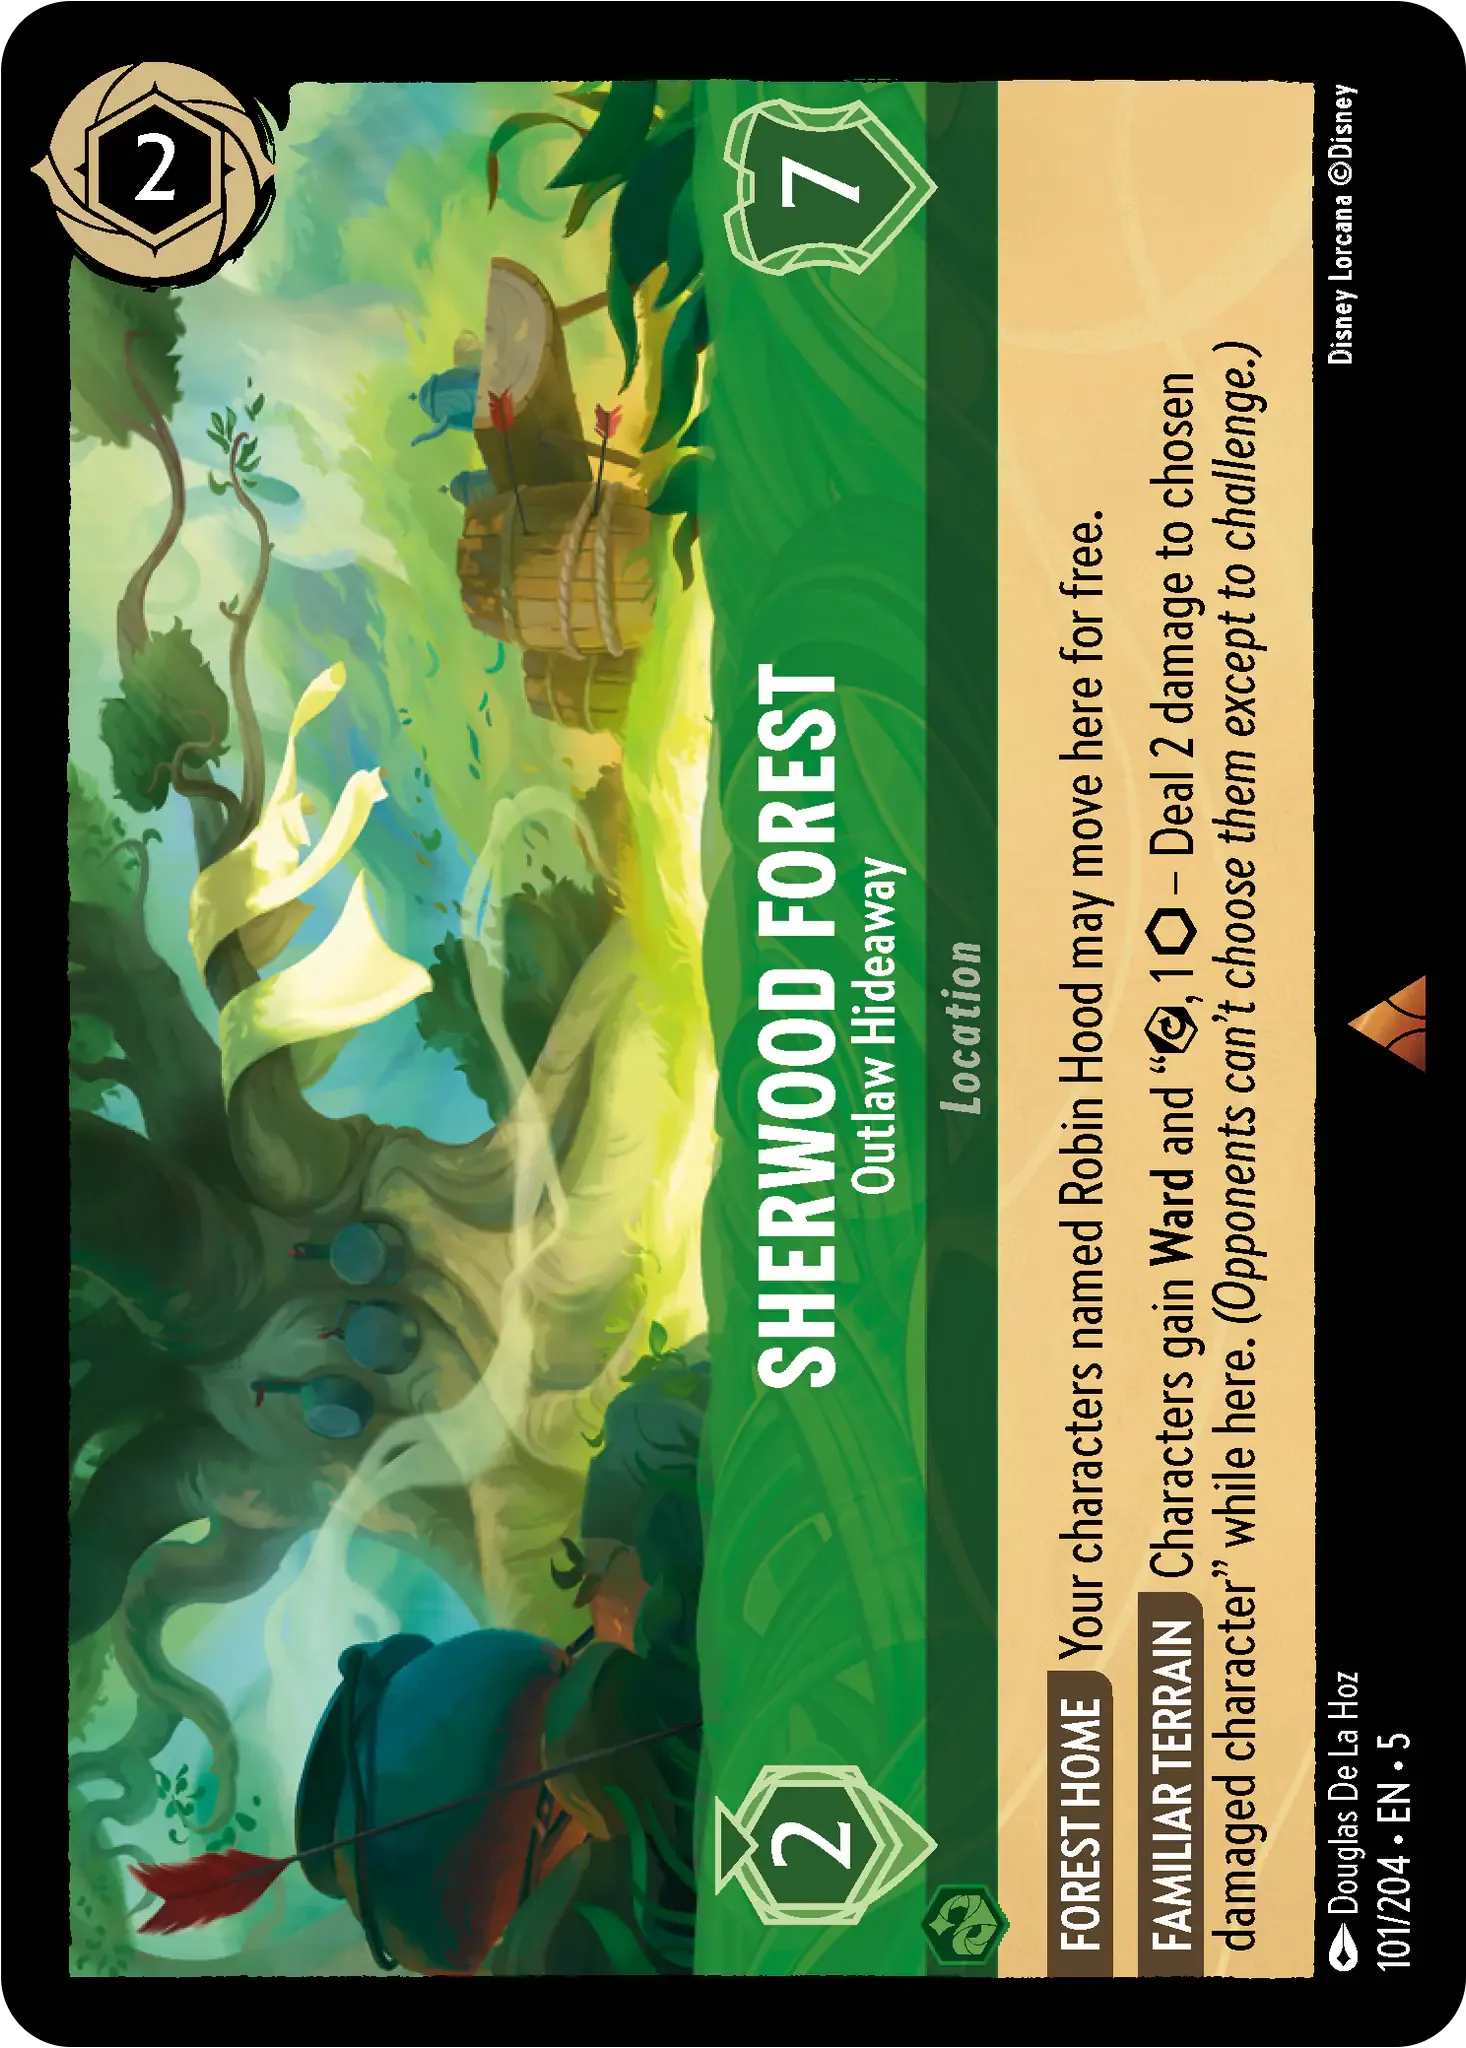 2
SHERWOOD FOREST
Outlaw Hideaway
2
7
Location
FOREST HOME Your characters named Robin Hood may move here for free.
FAMILIAR TERRAIN Characters gain Ward and “⟳, 1 ⬡ – Deal 2 damage to chosen
damaged character” while here. (Opponents can’t choose them except to challenge.)
Douglas De La Hoz
Disney Lorcana ©Disney
101/204 • EN • 5